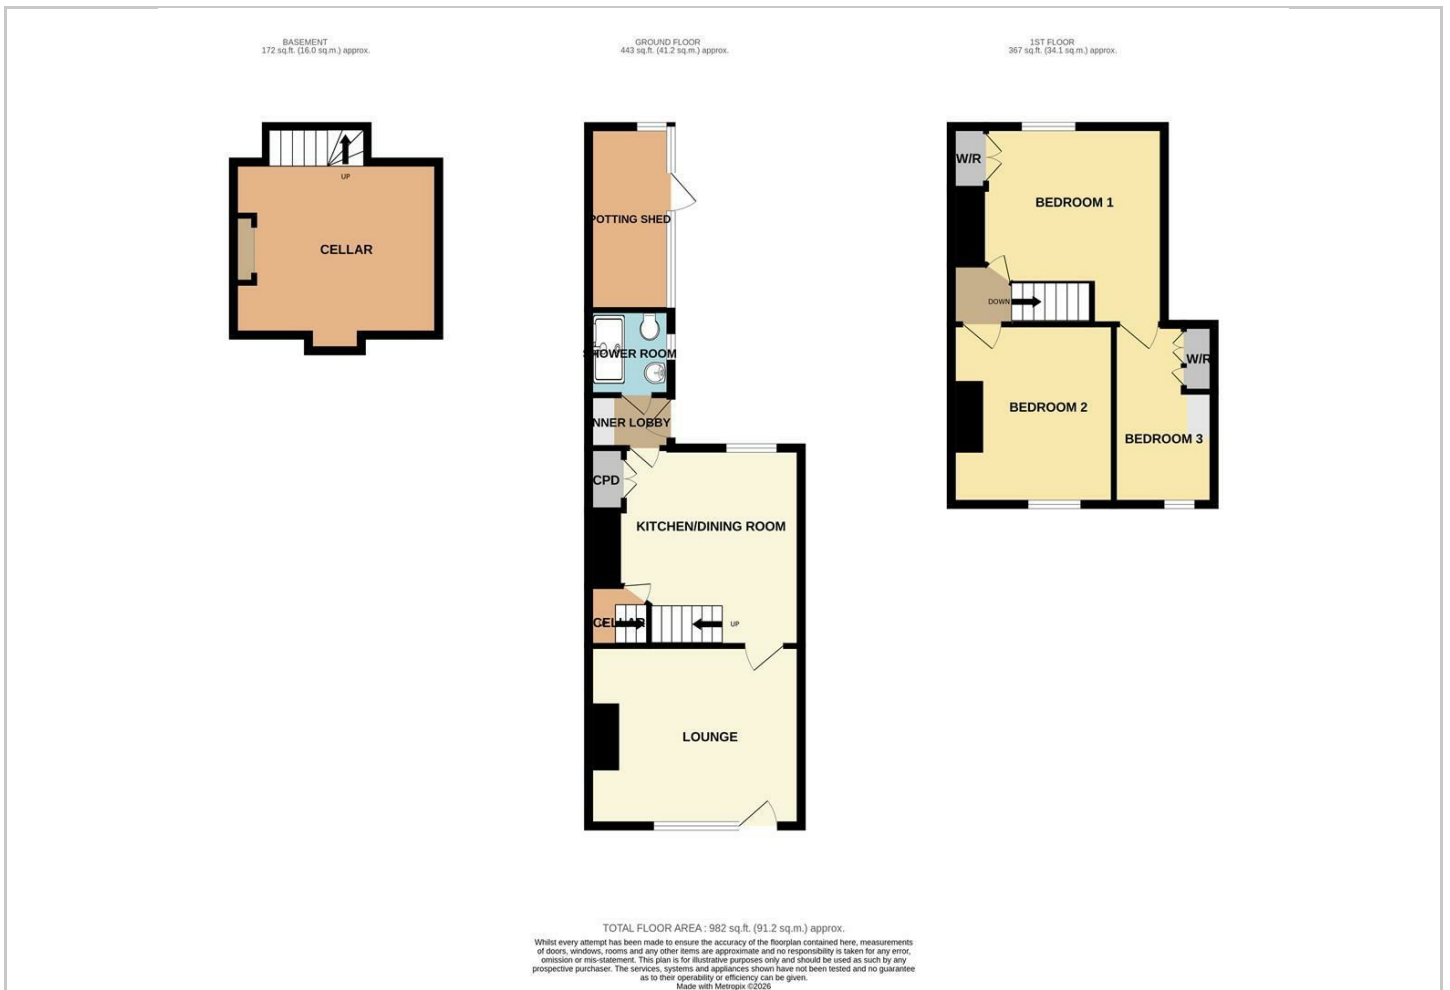 BASEMENT
172 sq.ft. (16.0 sq.m.) approx.
UP
CELLAR
GROUND FLOOR
443 sq.ft. (41.2 sq.m.) approx.
POTTING SHED
SHOWER ROOM
INNER LOBBY
CPD
KITCHEN/DINING ROOM
CELLAR
UP
LOUNGE
1ST FLOOR
367 sq.ft. (34.1 sq.m.) approx.
W/R
BEDROOM 1
DOWN
W/R
BEDROOM 2
BEDROOM 3
TOTAL FLOOR AREA : 982 sq.ft. (91.2 sq.m.) approx.
Whilst every attempt has been made to ensure the accuracy of the floorplan contained here, measurements
of doors, windows, rooms and any other items are approximate and no responsibility is taken for any error,
omission or mis-statement. This plan is for illustrative purposes only and should be used as such by any
prospective purchaser. The services, systems and appliances shown have not been tested and no guarantee
as to their operability or efficiency can be given.
Made with Metropix ©2026